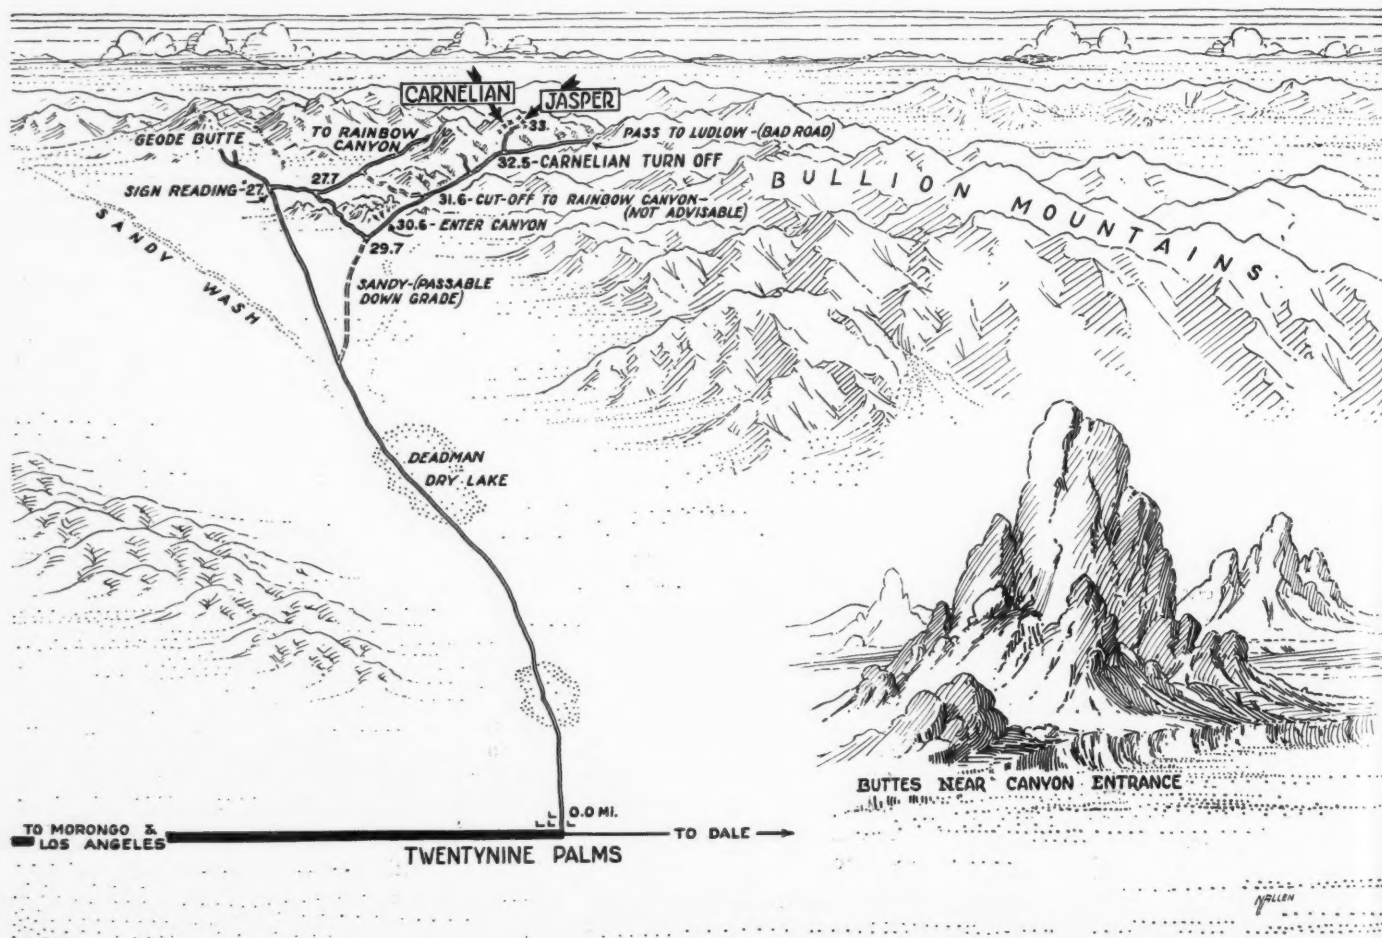 CARNELIAN
JASPER
33.
GEODE BUTTE
TO RAINBOW
CANYON
PASS TO LUDLOW-(BAD ROAD)
32.5-CARNELIAN TURN OFF
27.7
SIGN READING-27.
31.6-CUT-OFF TO RAINBOW CANYON-
(NOT ADVISABLE)
30.6-ENTER CANYON
29.7
BULLION MOUNTAINS
SANDY WASH
SANDY-(PASSABLE
DOWN GRADE)
DEADMAN
DRY LAKE
BUTTES NEAR CANYON ENTRANCE
0.0 Mi.
TO MORONGO &
LOS ANGELES
TO DALE
TWENTYNINE PALMS
N ALLEN